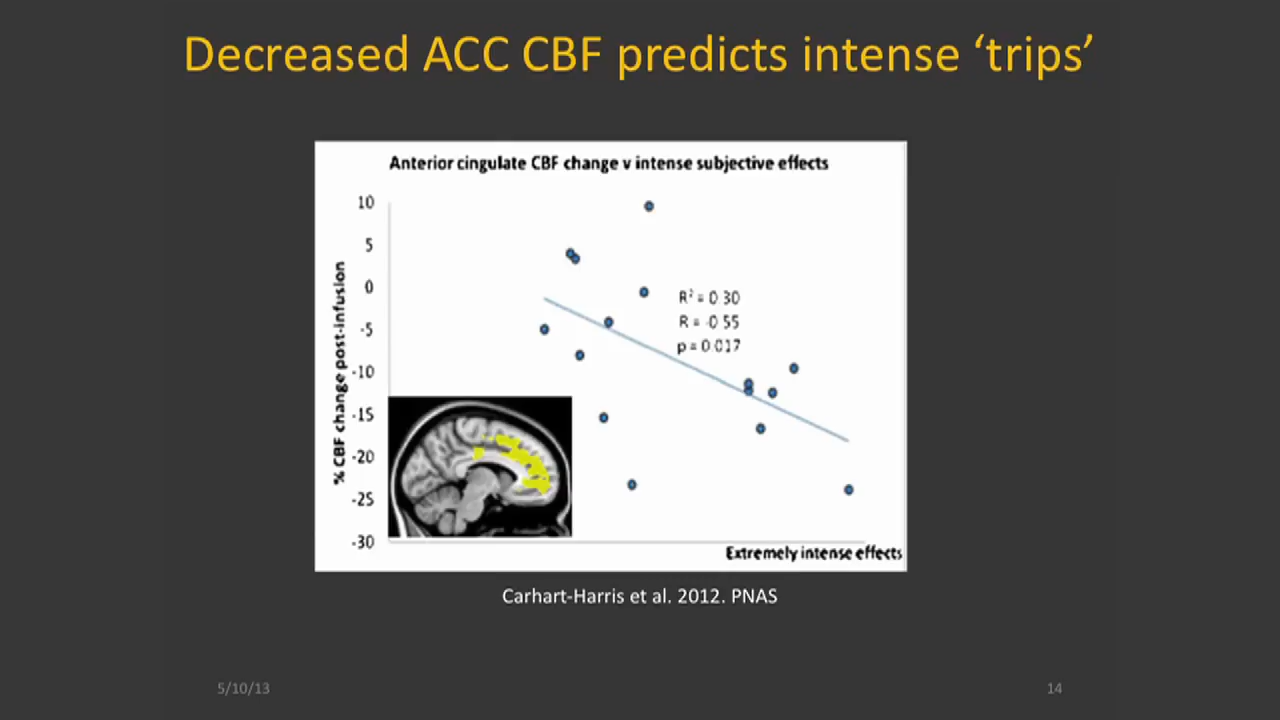 Decreased ACC CBF predicts intense ‘trips’
Anterior cingulate CBF change v intense subjective effects
% CBF change post-infusion
10
5
0
-5
-10
-15
-20
-25
-30
R² = 0.30
R = -0.55
p = 0.017
Extremely intense effects
Carhart-Harris et al. 2012. PNAS
5/10/13
14